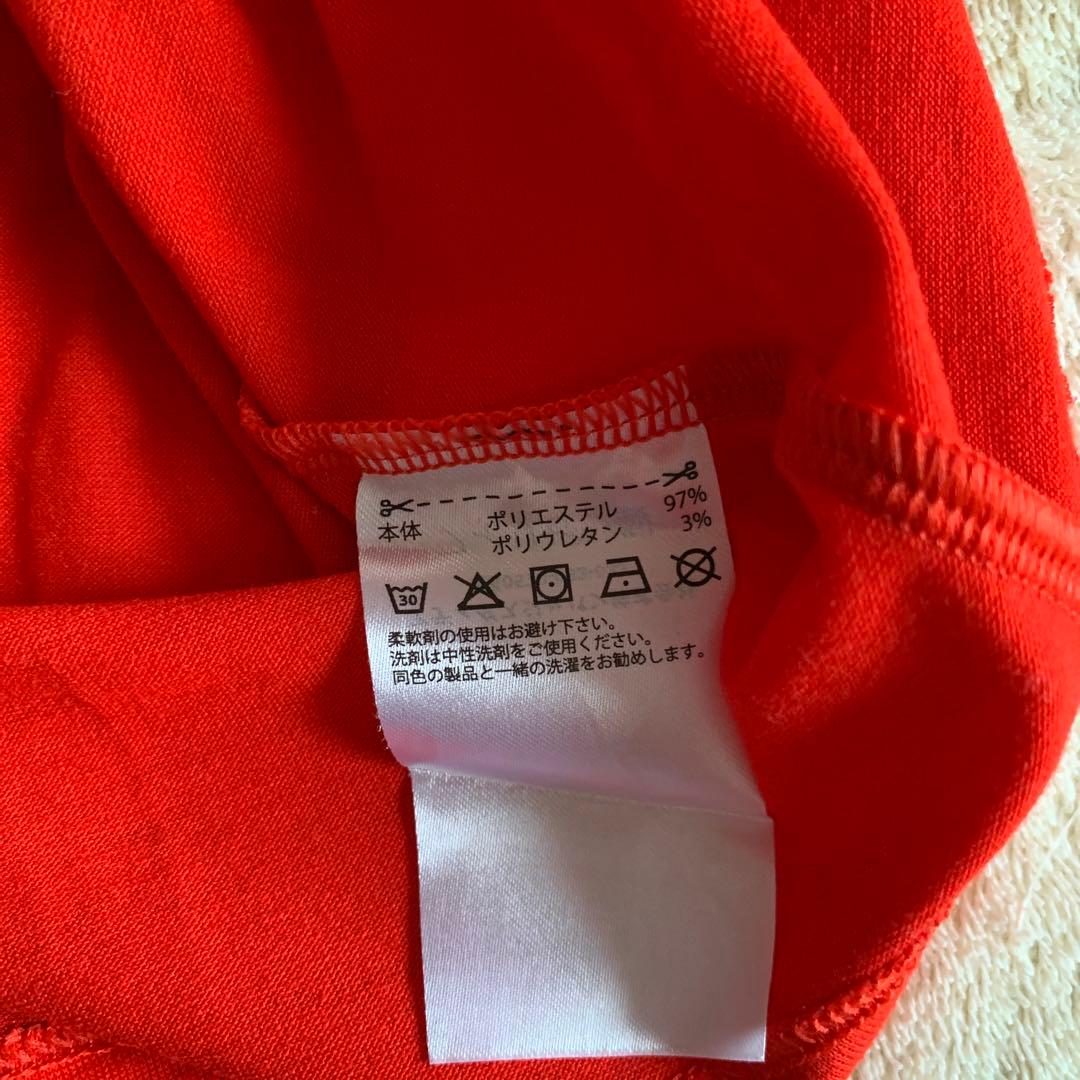 本体 ポリエステル 97%
ポリウレタン 3%
30
柔軟剤の使用はお避け下さい。
洗剤は中性洗剤をご使用ください。
同色の製品と一緒の洗濯をお勧めします。